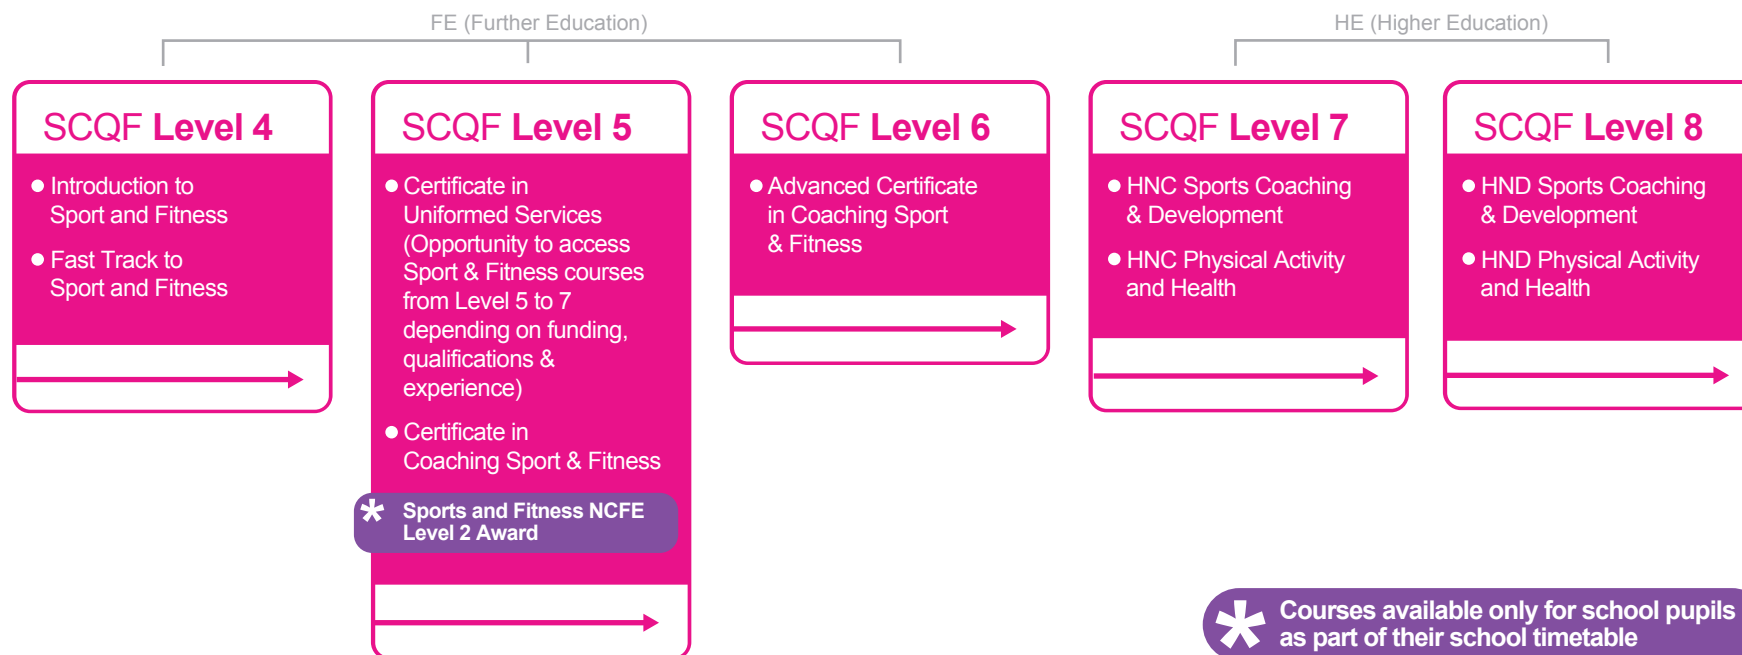 FE (Further Education)
HE (Higher Education)
SCQF Level 4
Introduction to
Sport and Fitness
Fast Track to
Sport and Fitness
SCQF Level 5
Certificate in
Uniformed Services
(Opportunity to access
Sport & Fitness courses
from Level 5 to 7
depending on funding,
qualifications &
experience)
Certificate in
Coaching Sport & Fitness
* Sports and Fitness NCFE
Level 2 Award
SCQF Level 6
Advanced Certificate
in Coaching Sport
& Fitness
SCQF Level 7
HNC Sports Coaching
& Development
HNC Physical Activity
and Health
SCQF Level 8
HND Sports Coaching
& Development
HND Physical Activity
and Health
* Courses available only for school pupils
as part of their school timetable